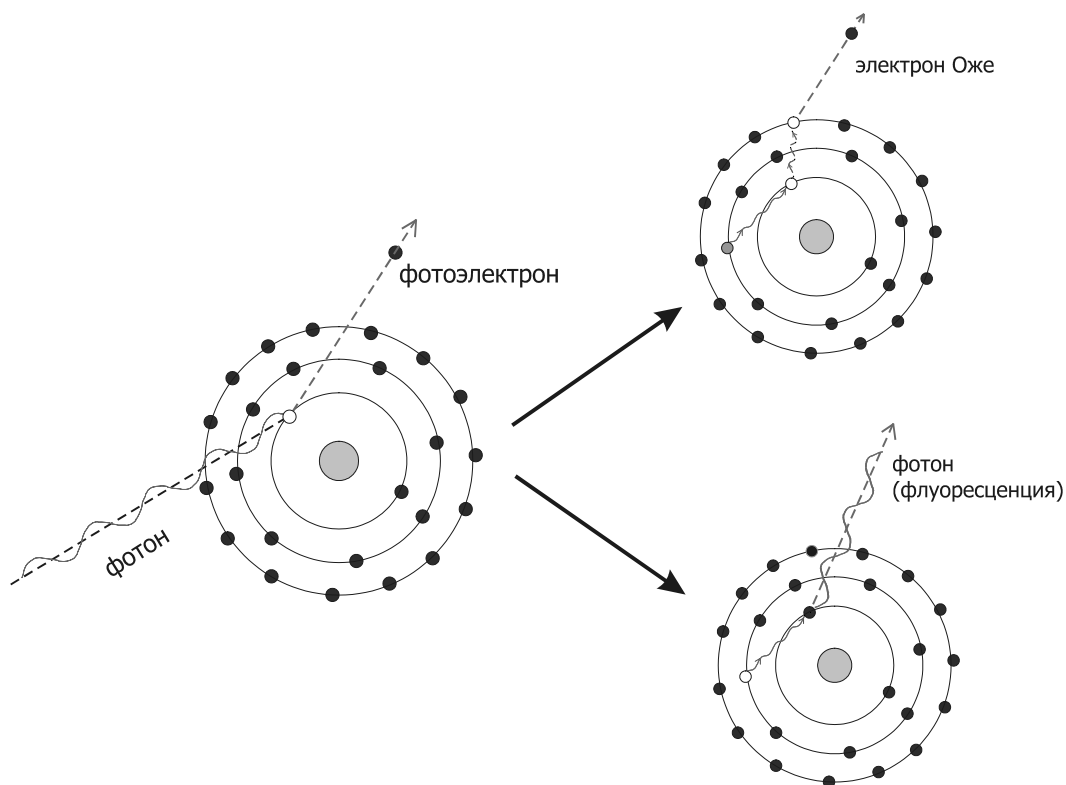 электрон Оже
фотоэлектрон
фотон
фотон
(флуоресценция)